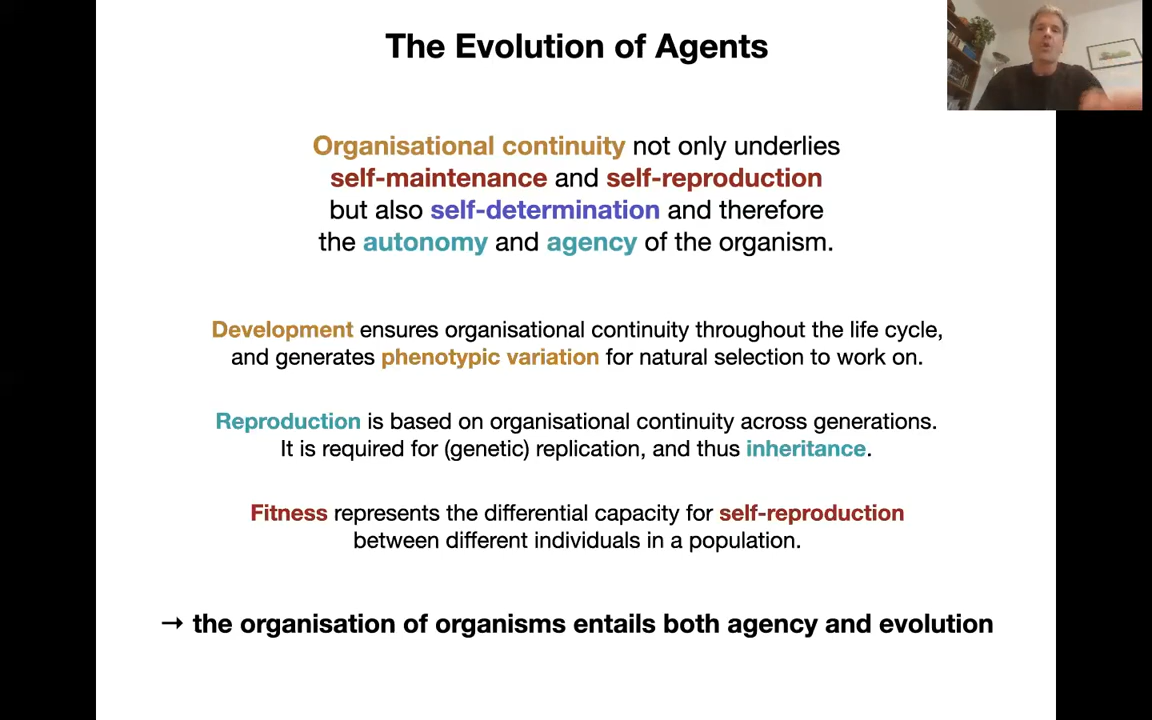 The Evolution of Agents
Organisational continuity not only underlies
self-maintenance and self-reproduction
but also self-determination and therefore
the autonomy and agency of the organism.
Development ensures organisational continuity throughout the life cycle,
and generates phenotypic variation for natural selection to work on.
Reproduction is based on organisational continuity across generations.
It is required for (genetic) replication, and thus inheritance.
Fitness represents the differential capacity for self-reproduction
between different individuals in a population.
→ the organisation of organisms entails both agency and evolution